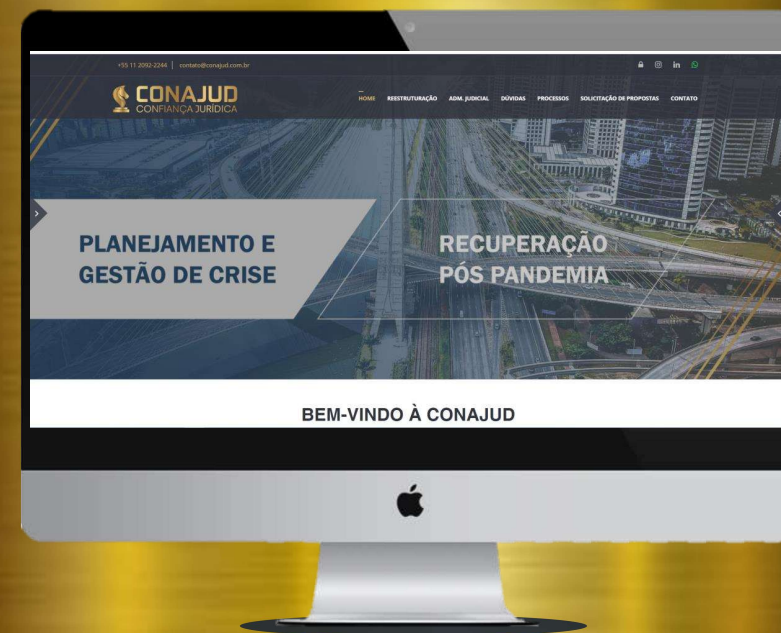 +55 11 2092-2244 | contato@conajud.com.br
in
CONAJUD
CONFIANÇA JURÍDICA
HOME REESTRUTURAÇÃO ADM. JUDICIAL DÚVIDAS PROCESSOS SOLICITAÇÃO DE PROPOSTAS CONTATO
PLANEJAMENTO E
GESTÃO DE CRISE
RECUPERAÇÃO
PÓS PANDEMIA
BEM-VINDO À CONAJUD